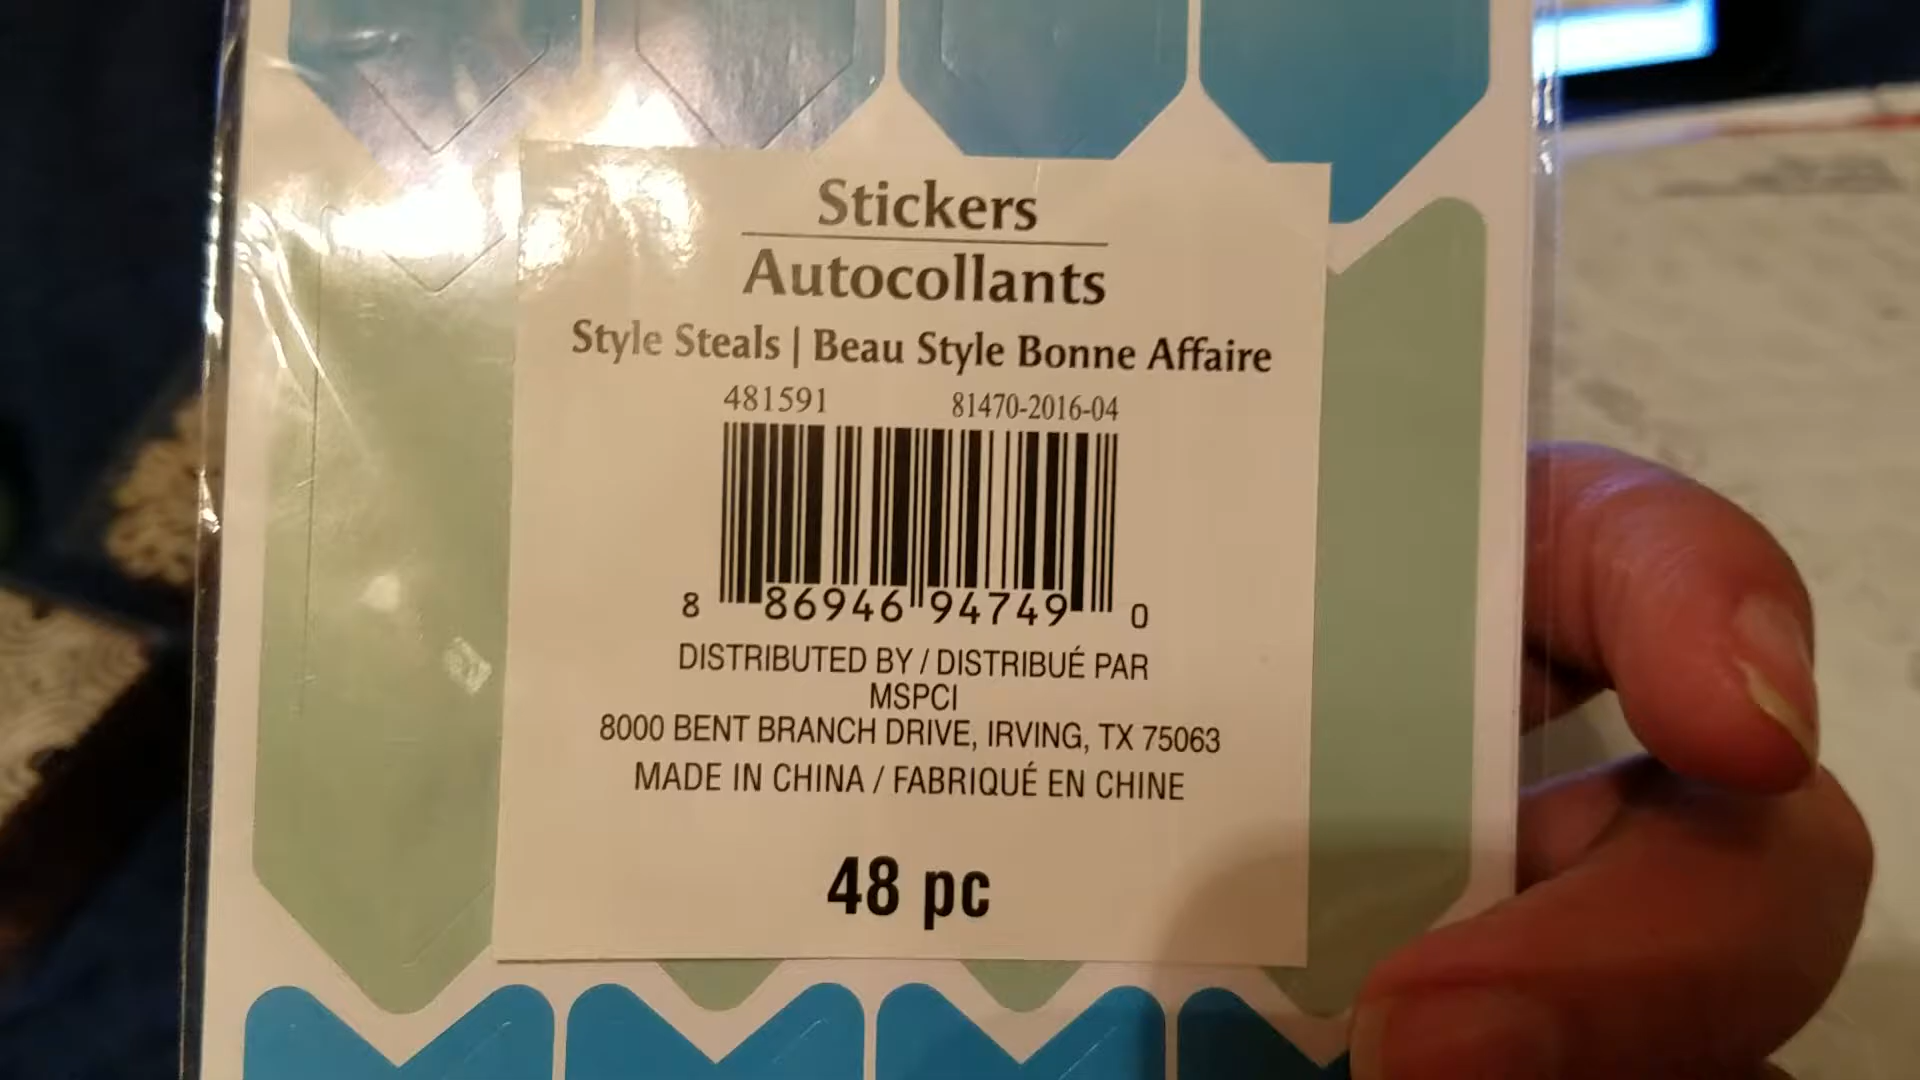 Stickers
Autocollants
Style Steals | Beau Style Bonne Affaire
481591 81470-2016-04
8 86946 94749 0
DISTRIBUTED BY / DISTRIBUÉ PAR
MSPCI
8000 BENT BRANCH DRIVE, IRVING, TX 75063
MADE IN CHINA / FABRIQUÉ EN CHINE
48 pc